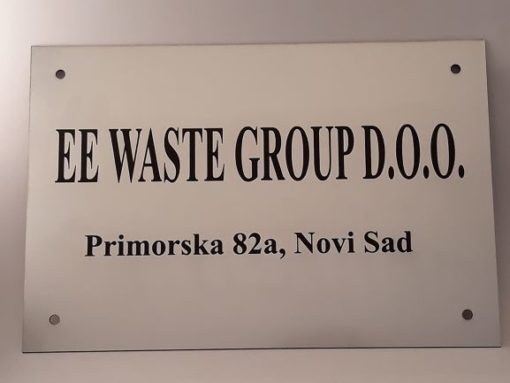 EE WASTE GROUP D.O.O.
Primorska 82a, Novi Sad